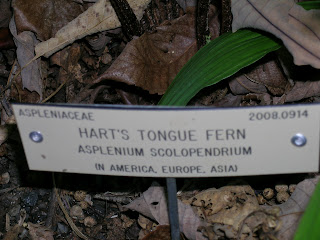 ASPLENIACEAE 2008.0914
HART'S TONGUE FERN
ASPLENIUM SCOLOPENDRIUM
(N AMERICA, EUROPE, ASIA)